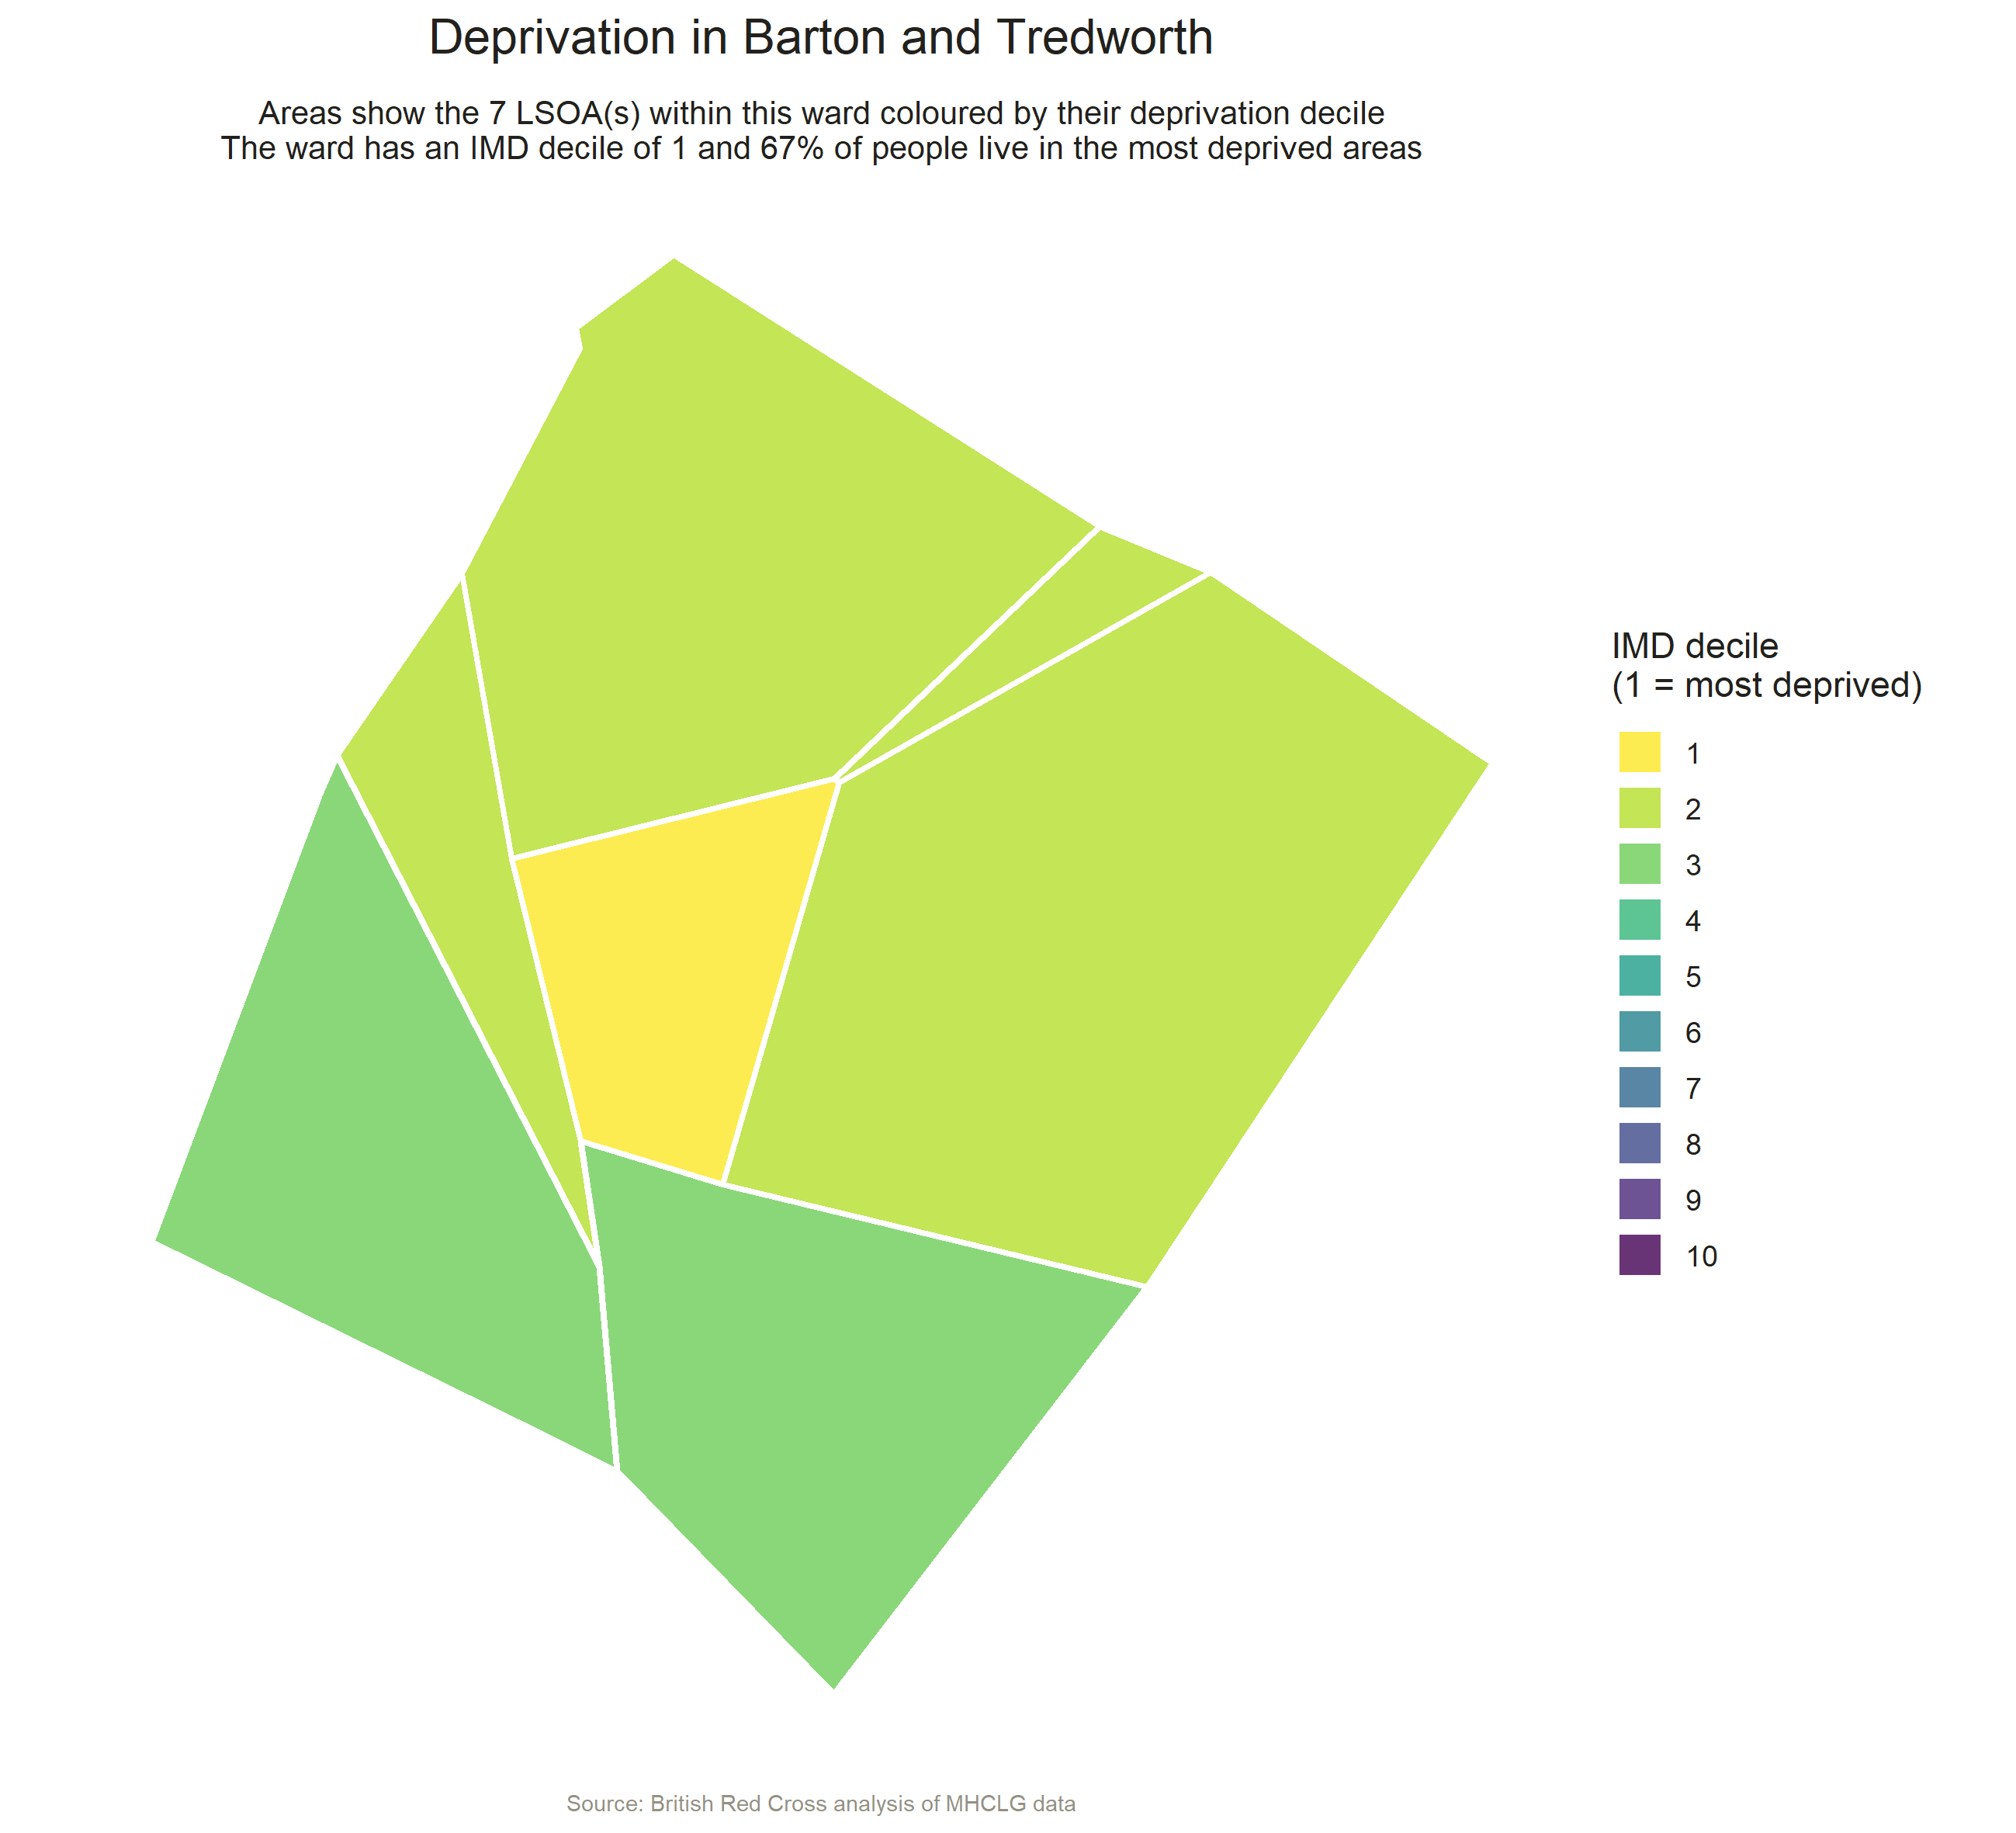 Deprivation in Barton and Tredworth
Areas show the 7 LSOA(s) within this ward coloured by their deprivation decile
The ward has an IMD decile of 1 and 67% of people live in the most deprived areas
IMD decile
(1 = most deprived)
1
2
3
4
5
6
7
8
9
10
Source: British Red Cross analysis of MHCLG data